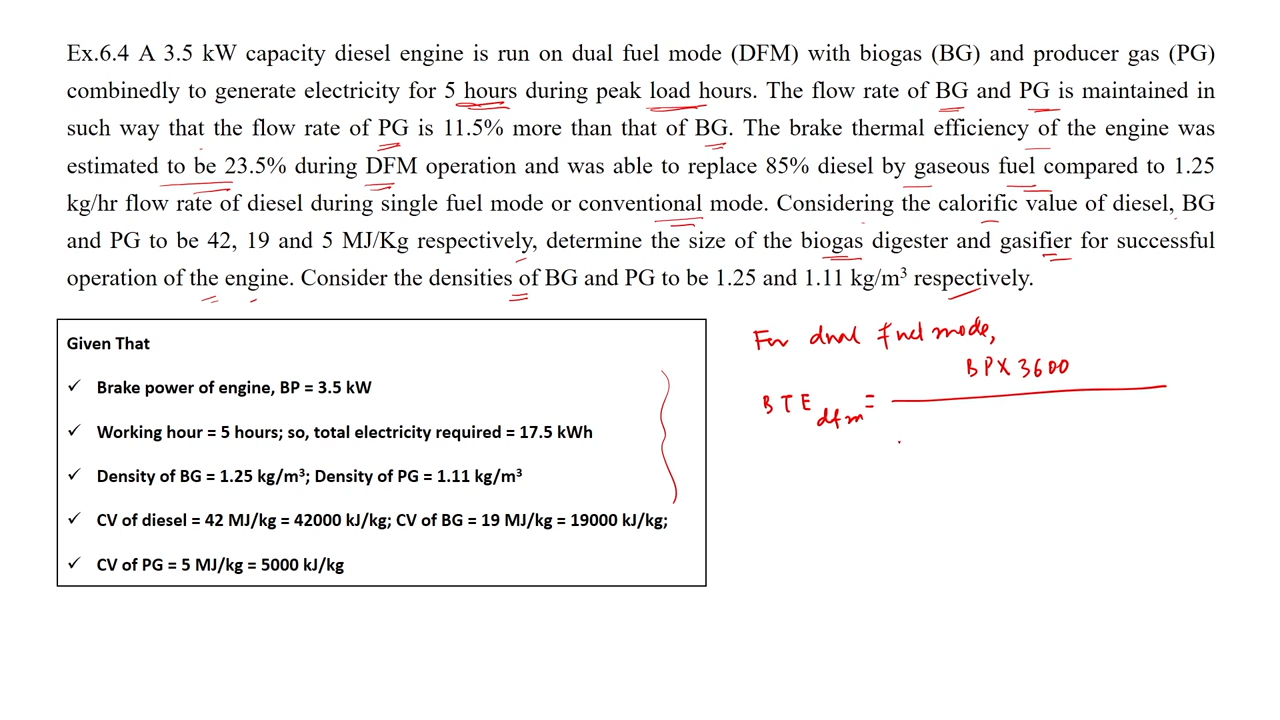 Ex.6.4 A 3.5 kW capacity diesel engine is run on dual fuel mode (DFM) with biogas (BG) and producer gas (PG)
combinedly to generate electricity for 5 hours during peak load hours. The flow rate of BG and PG is maintained in
such way that the flow rate of PG is 11.5% more than that of BG. The brake thermal efficiency of the engine was
estimated to be 23.5% during DFM operation and was able to replace 85% diesel by gaseous fuel compared to 1.25
kg/hr flow rate of diesel during single fuel mode or conventional mode. Considering the calorific value of diesel, BG
and PG to be 42, 19 and 5 MJ/Kg respectively, determine the size of the biogas digester and gasifier for successful
operation of the engine. Consider the densities of BG and PG to be 1.25 and 1.11 kg/m³ respectively.
Given That
✓ Brake power of engine, BP = 3.5 kW
✓ Working hour = 5 hours; so, total electricity required = 17.5 kWh
✓ Density of BG = 1.25 kg/m³; Density of PG = 1.11 kg/m³
✓ CV of diesel = 42 MJ/kg = 42000 kJ/kg; CV of BG = 19 MJ/kg = 19000 kJ/kg;
✓ CV of PG = 5 MJ/kg = 5000 kJ/kg
For dual fuel mode,
BP X 3600
BTE dfm =